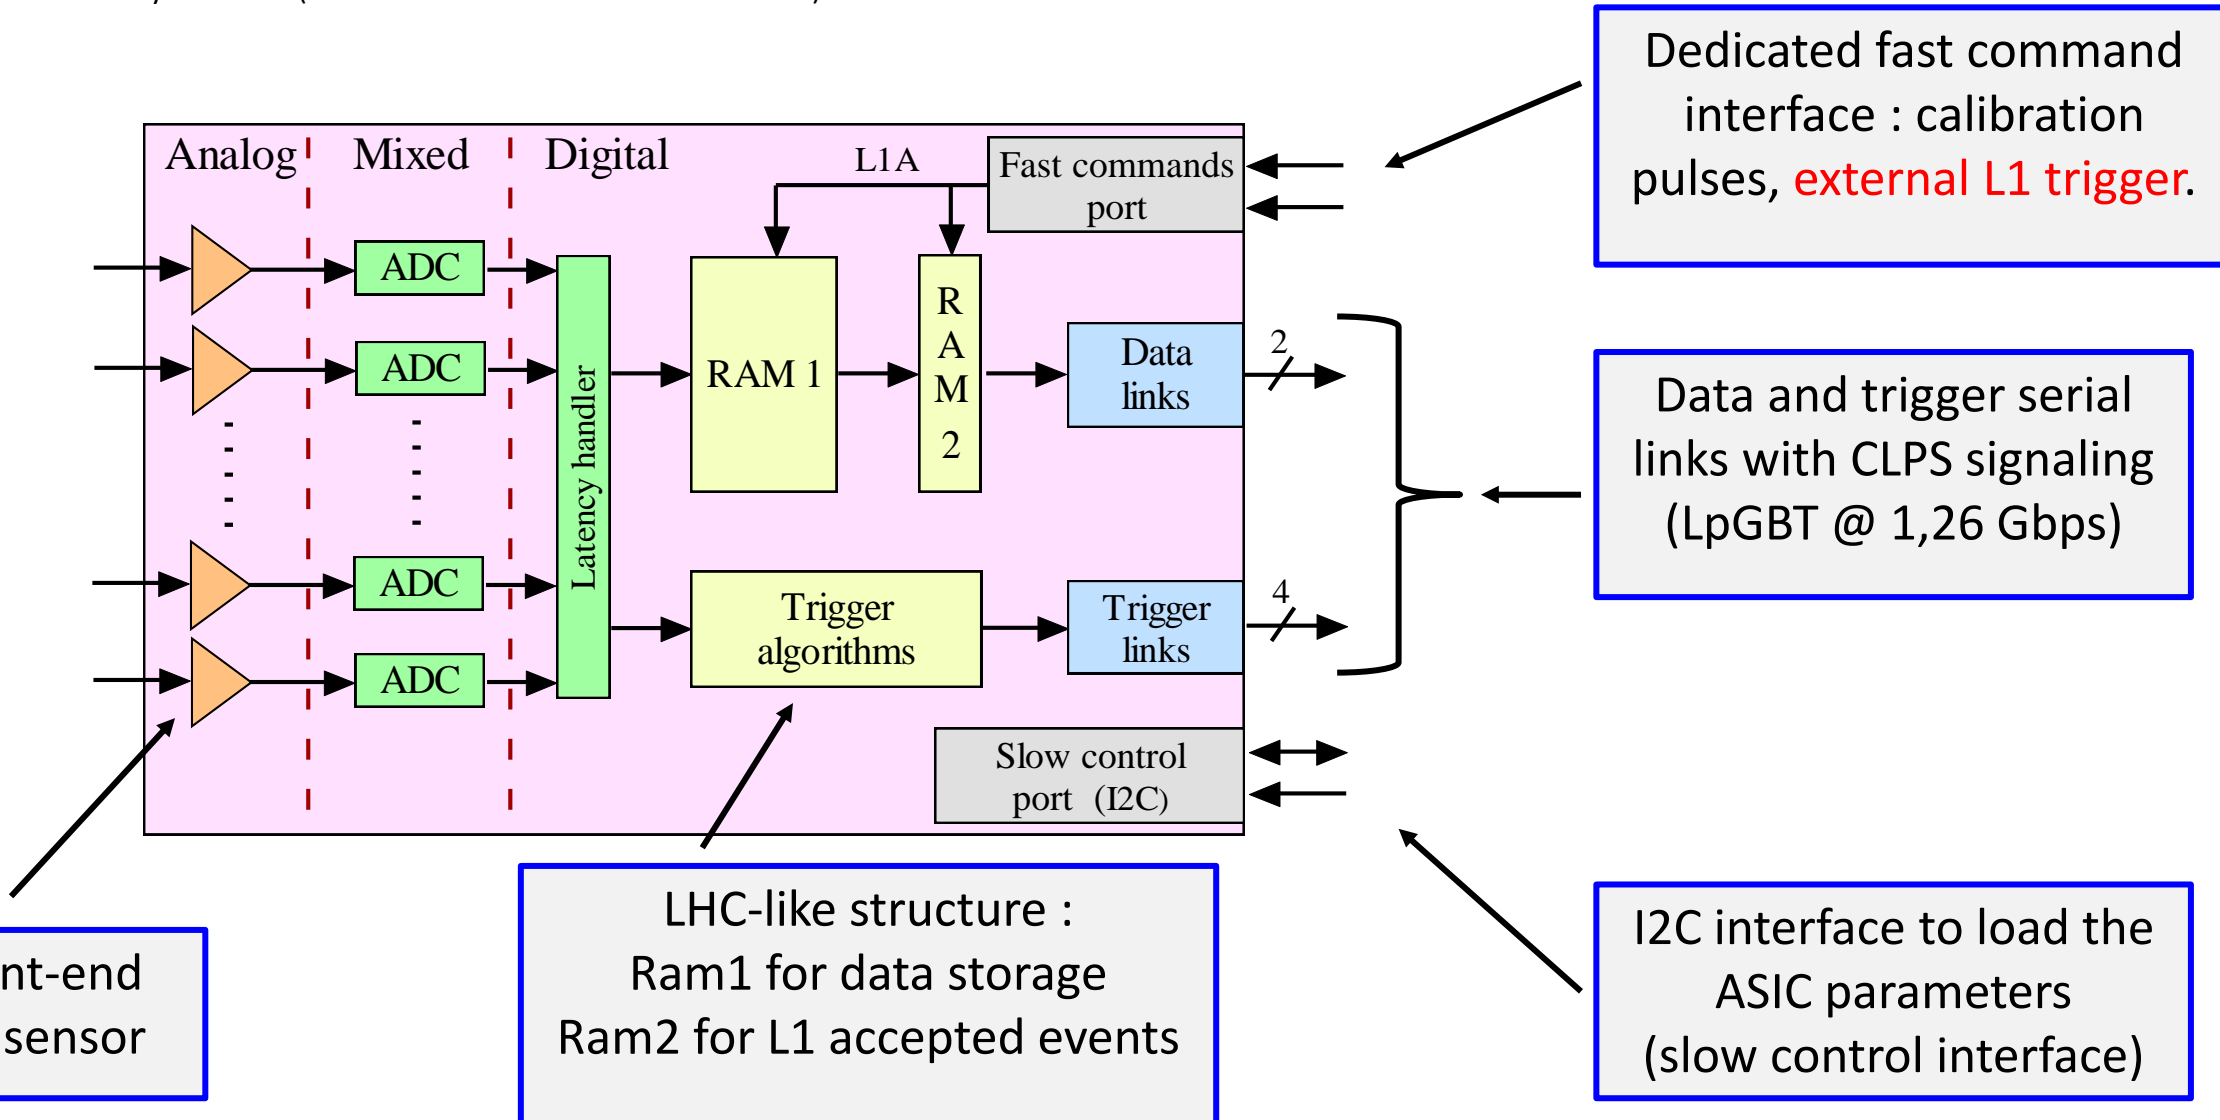 Dedicated fast command
interface : calibration
pulses, external L1 trigger.
Analog
Mixed
Digital
L1A
Fast commands
port
ADC
ADC
ADC
ADC
Latency handler
RAM 1
R
A
M
2
Data
links
2
Trigger
algorithms
Trigger
links
4
Slow control
port (I2C)
Data and trigger serial
links with CLPS signaling
(LpGBT @ 1,26 Gbps)
nt-end
sensor
LHC-like structure :
Ram1 for data storage
Ram2 for L1 accepted events
I2C interface to load the
ASIC parameters
(slow control interface)